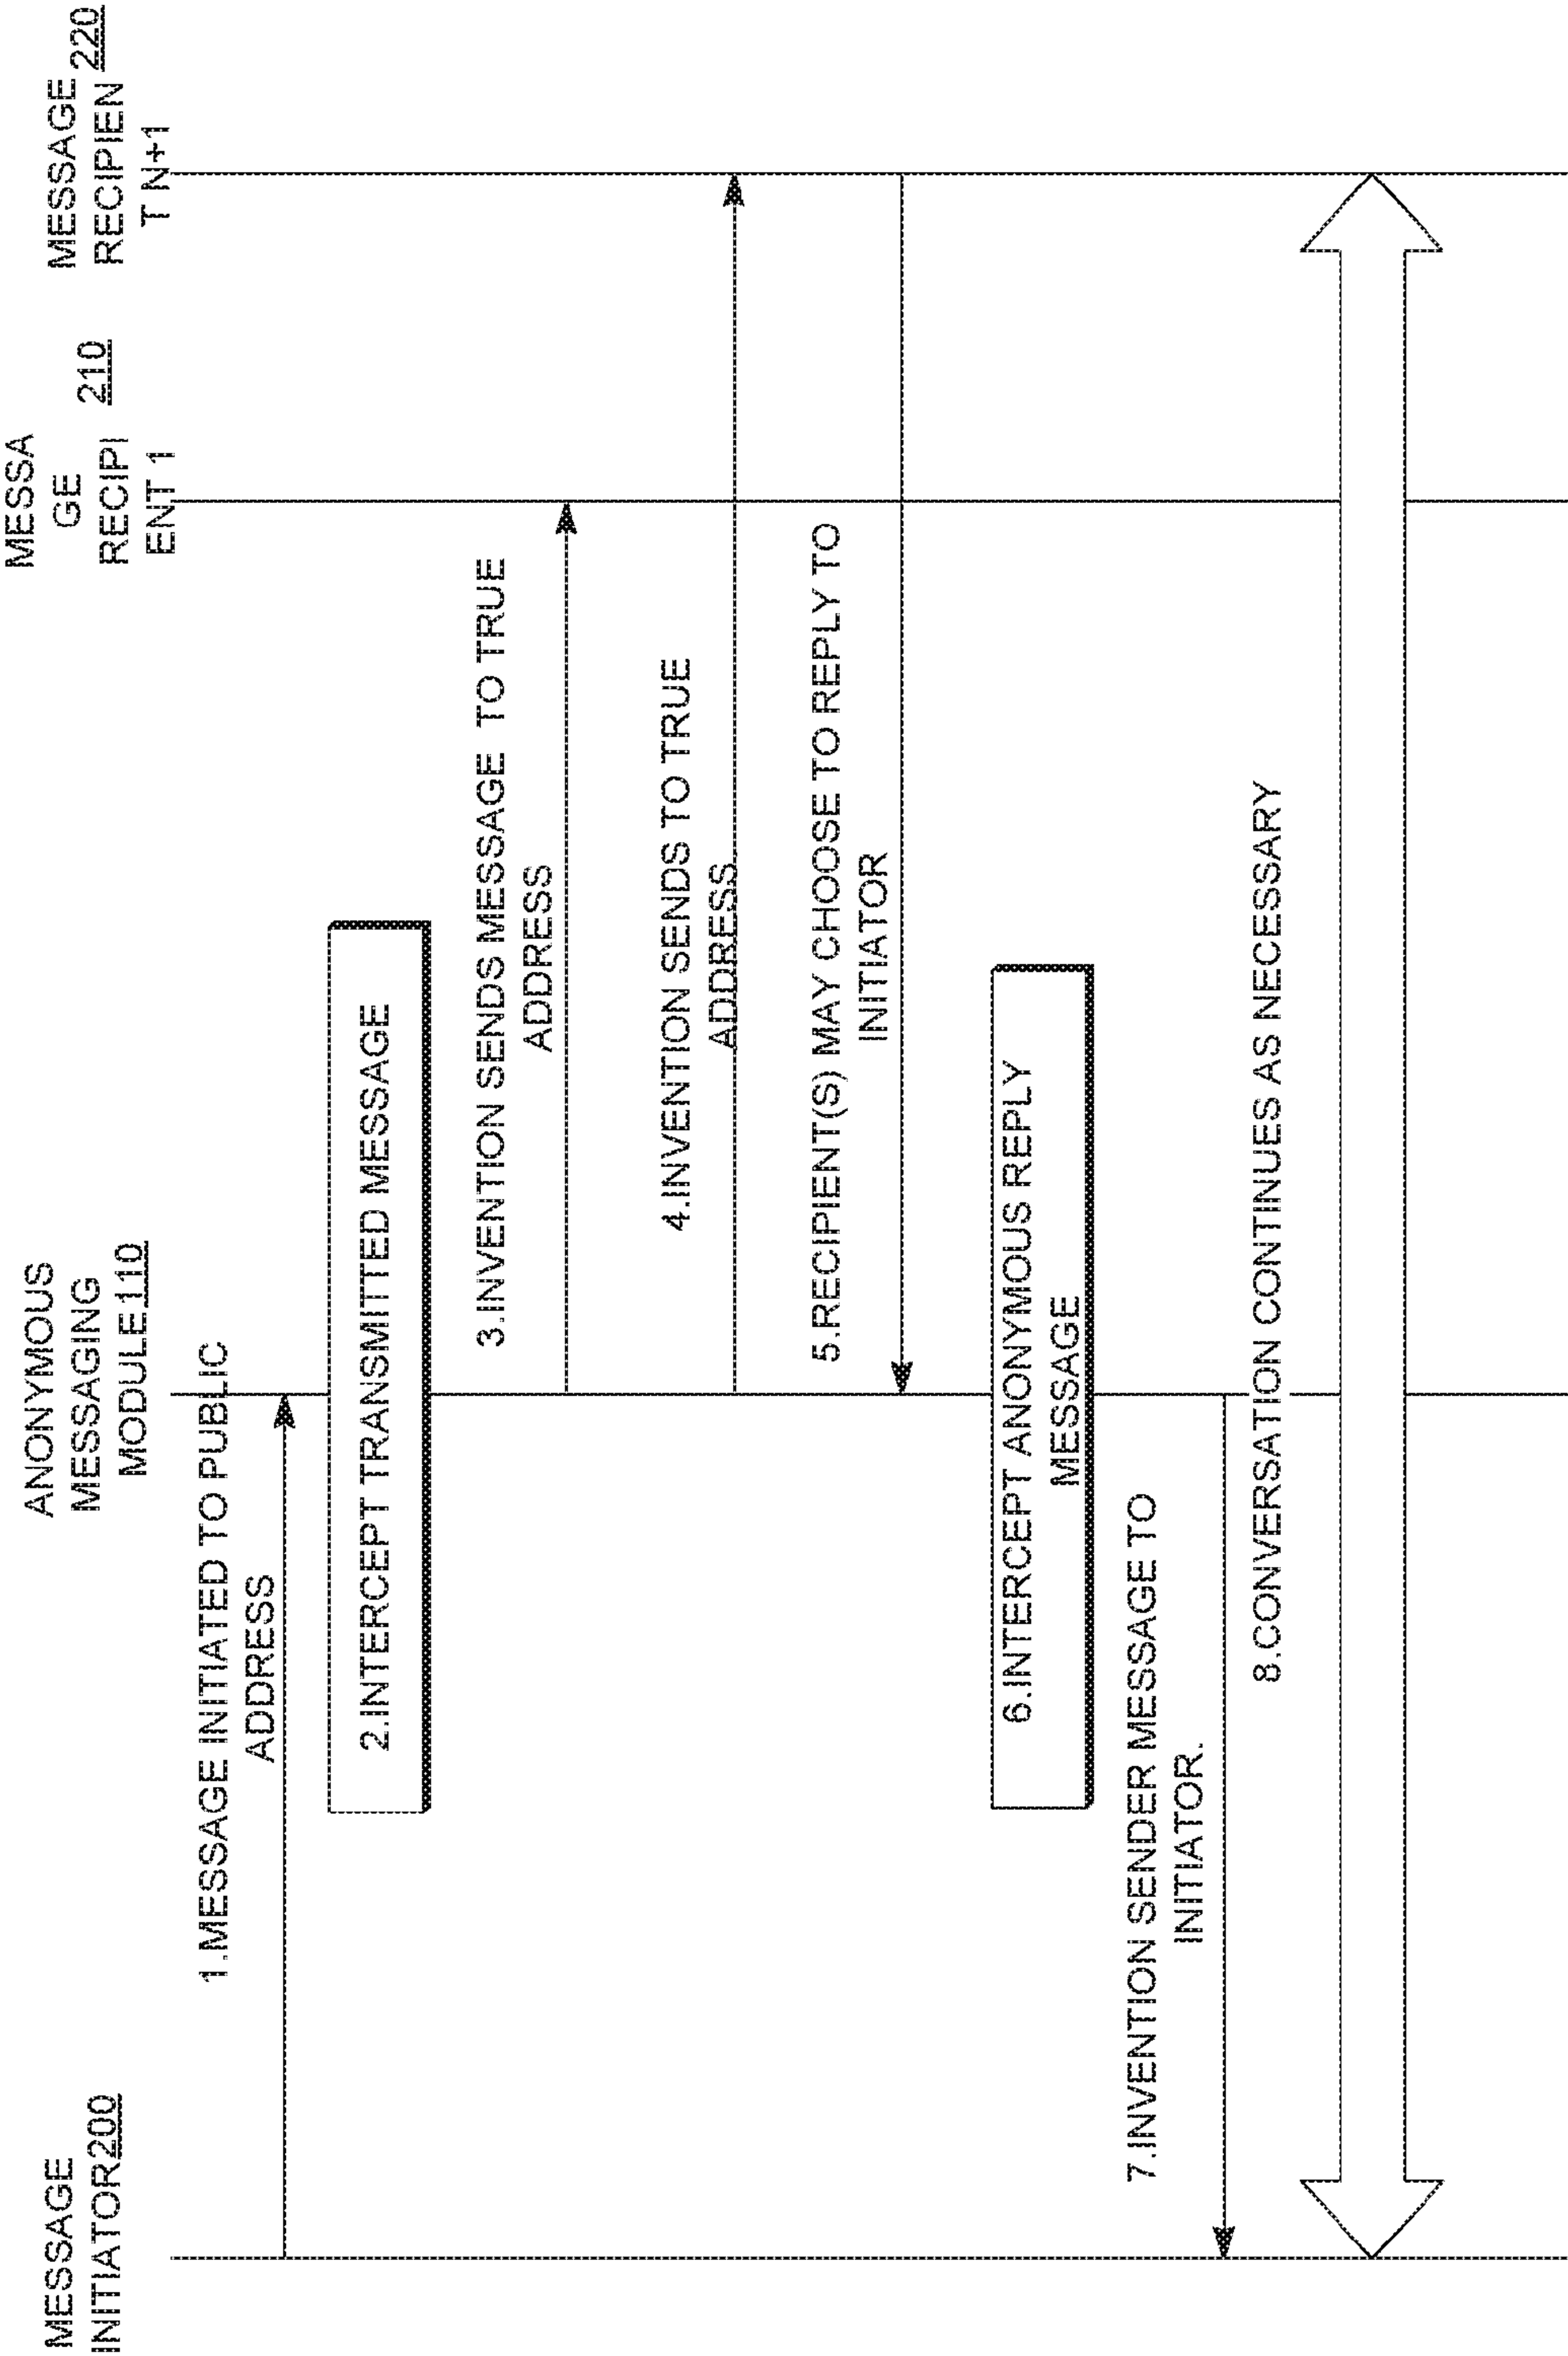 MESSAGE
INITIATOR200
ANONYMOUS
MESSAGING
MODULE 110
MESSA
GE
RECIPI
ENT 1
210
MESSAGE
RECIPIEN
T N+1
220
1.MESSAGE INITIATED TO PUBLIC
ADDRESS
2.INTERCEPT TRANSMITTED MESSAGE
3.INVENTION SENDS MESSAGE TO TRUE
ADDRESS
4.INVENTION SENDS TO TRUE
ADDRESS
5.RECIPIENT(S) MAY CHOOSE TO REPLY TO
INITIATOR
6.INTERCEPT ANONYMOUS REPLY
MESSAGE
7.INVENTION SENDER MESSAGE TO
INITIATOR.
8.CONVERSATION CONTINUES AS NECESSARY